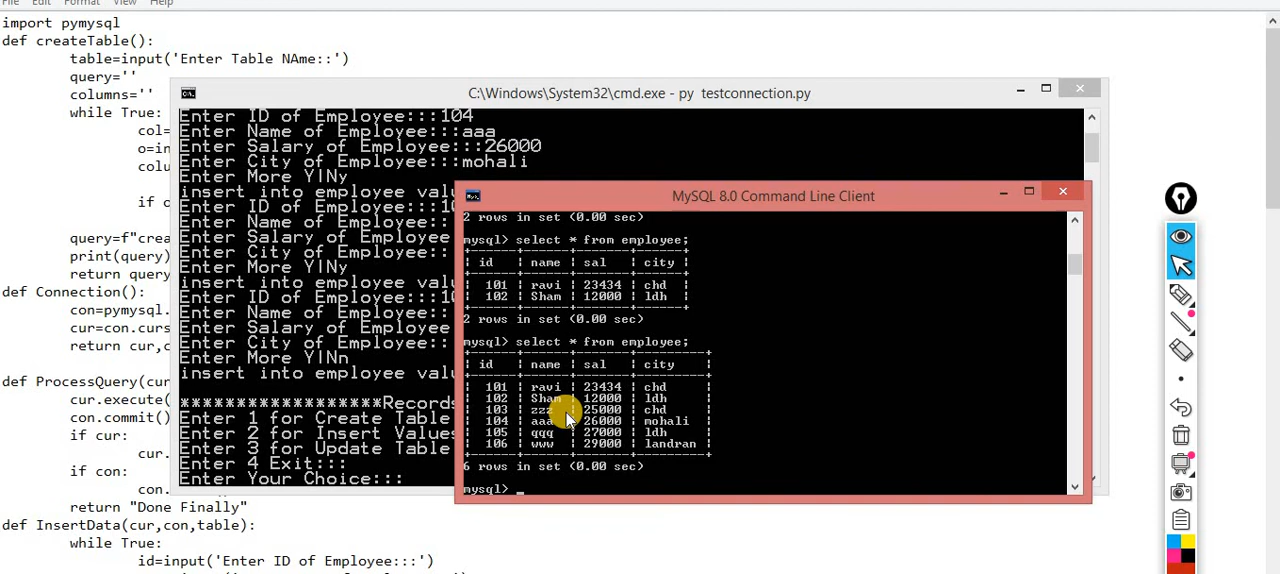 File Edit Format View Help
import pymysql
def createTable():
table=input('Enter Table NAme::')
query=''
columns=''
while True:
col=
o=in
colu
if c
query=f"crea
print(query)
return query
def Connection():
con=pymysql.
cur=con.curs
return cur,c
def ProcessQuery(cur
cur.execute(
con.commit()
if cur:
cur.
if con:
con.
return "Done Finally"
def InsertData(cur,con,table):
while True:
id=input('Enter ID of Employee:::')
C:\Windows\System32\cmd.exe - py testconnection.py
Enter ID of Employee:::104
Enter Name of Employee:::aaa
Enter Salary of Employee:::26000
Enter City of Employee:::mohali
Enter More Y|Ny
insert into employee valu
Enter ID of Employee:::10
Enter Name of Employee::
Enter Salary of Employee
Enter City of Employee::
Enter More Y|Ny
insert into employee valu
Enter ID of Employee:::10
Enter Name of Employee::
Enter Salary of Employee
Enter City of Employee::
Enter More Y|Nn
insert into employee valu
******************Records
Enter 1 for Create Table
Enter 2 for Insert Values
Enter 3 for Update Table
Enter 4 Exit:::
Enter Your Choice:::
MySQL 8.0 Command Line Client
2 rows in set (0.00 sec)
mysql> select * from employee;
| id | name | sal | city |
| 101 | ravi | 23434 | chd |
| 102 | Sham | 12000 | ldh |
2 rows in set (0.00 sec)
mysql> select * from employee;
| id | name | sal | city |
| 101 | ravi | 23434 | chd |
| 102 | Sham | 12000 | ldh |
| 103 | zzz | 25000 | chd |
| 104 | aaa | 26000 | mohali |
| 105 | qqq | 27000 | ldh |
| 106 | www | 29000 | landran |
6 rows in set (0.00 sec)
mysql> _